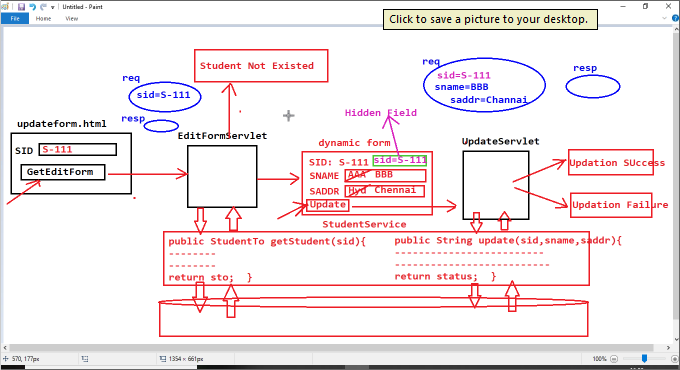 Untitled - Paint
File
Home
View
Click to save a picture to your desktop.
Student Not Existed
req
sid=S-111
resp
req
sid=S-111
sname=BBB
saddr=Channai
resp
Hidden Field
updateform.html
SID S-111
GetEditForm
EditFormServlet
dynamic form
SID: S-111 sid=S-111
SNAME AAA BBB
SADDR Hyd Chennai
Update
UpdateServlet
Updation SUccess
Updation Failure
StudentService
public StudentTo getStudent(sid){
--------
--------
return sto; }
public String update(sid,sname,saddr){
--------------------------
--------------------------
return status; }
570, 177px
1354 × 661px
100%